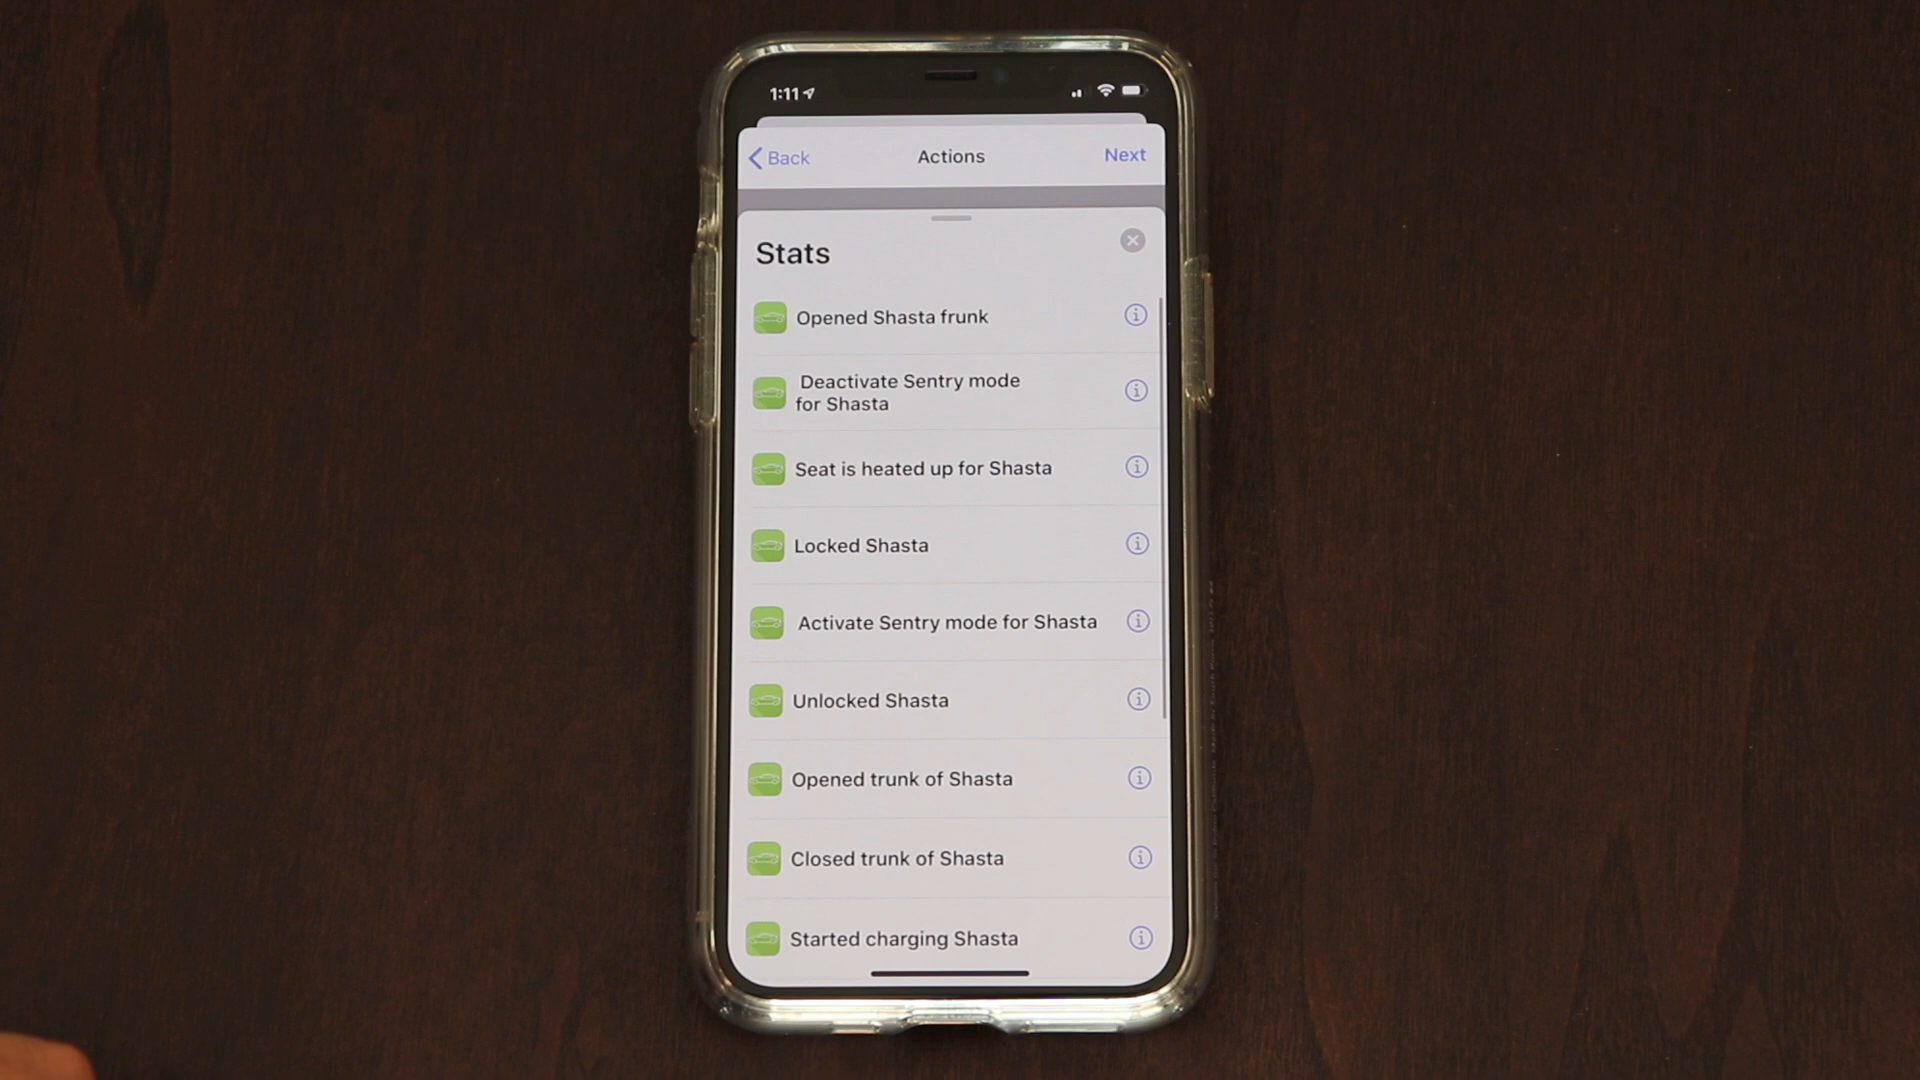 1:11
Back
Actions
Next
Stats
Opened Shasta frunk
Deactivate Sentry mode
for Shasta
Seat is heated up for Shasta
Locked Shasta
Activate Sentry mode for Shasta
Unlocked Shasta
Opened trunk of Shasta
Closed trunk of Shasta
Started charging Shasta